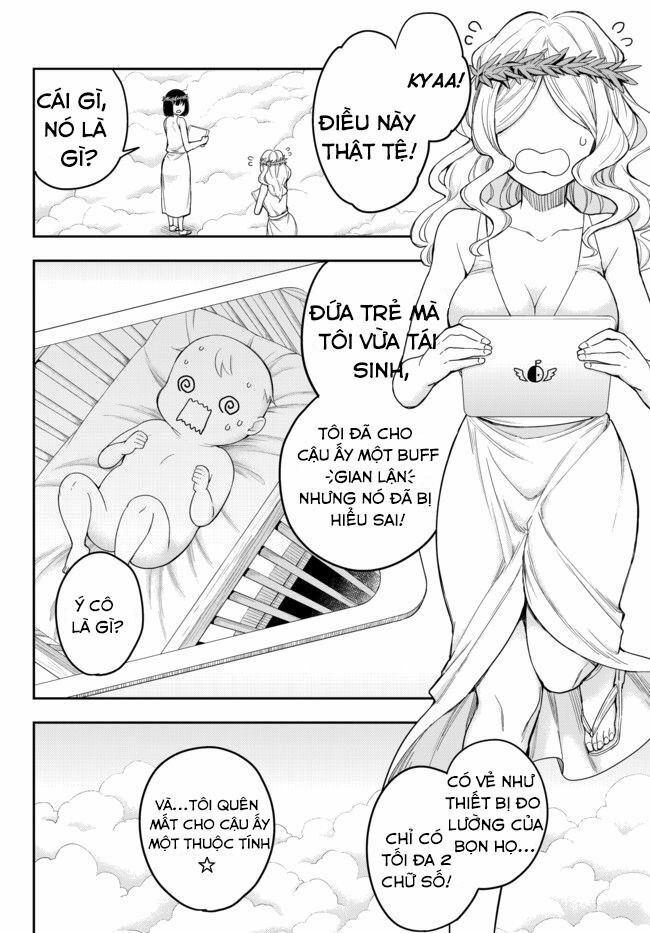 KYAA!
ĐIỀU NÀY
THẬT TỆ!
CÁI GÌ,
NÓ LÀ
GÌ?
ĐỨA TRẺ MÀ
TÔI VỪA TÁI
SINH,
TÔI ĐÃ CHO
CẬU ẤY MỘT BUFF
GIAN LẬN
NHƯNG NÓ ĐÃ BỊ
HIỂU SAI!
Ý CÔ
LÀ GÌ?
CÓ VẺ NHƯ
THIẾT BỊ ĐO
LƯỜNG CỦA
BỌN HỌ...
CHỈ CÓ
TỐI ĐA 2
CHỮ SỐ!
VÀ...TÔI QUÊN
MẤT CHO CẬU ẤY
MỘT THUỘC TÍNH
☆